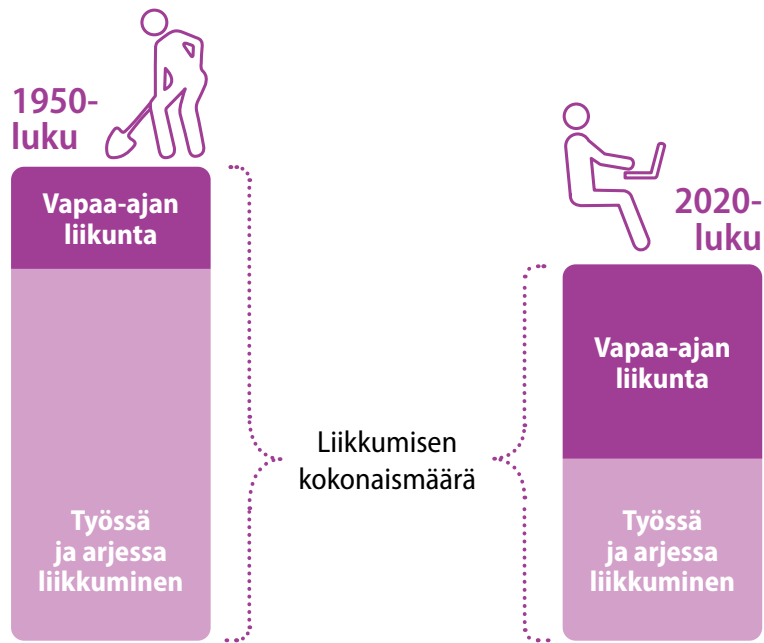 1950-
luku
Vapaa-ajan
liikunta
Työssä
ja arjessa
liikkuminen
Liikkumisen
kokonaismäärä
2020-
luku
Vapaa-ajan
liikunta
Työssä
ja arjessa
liikkuminen